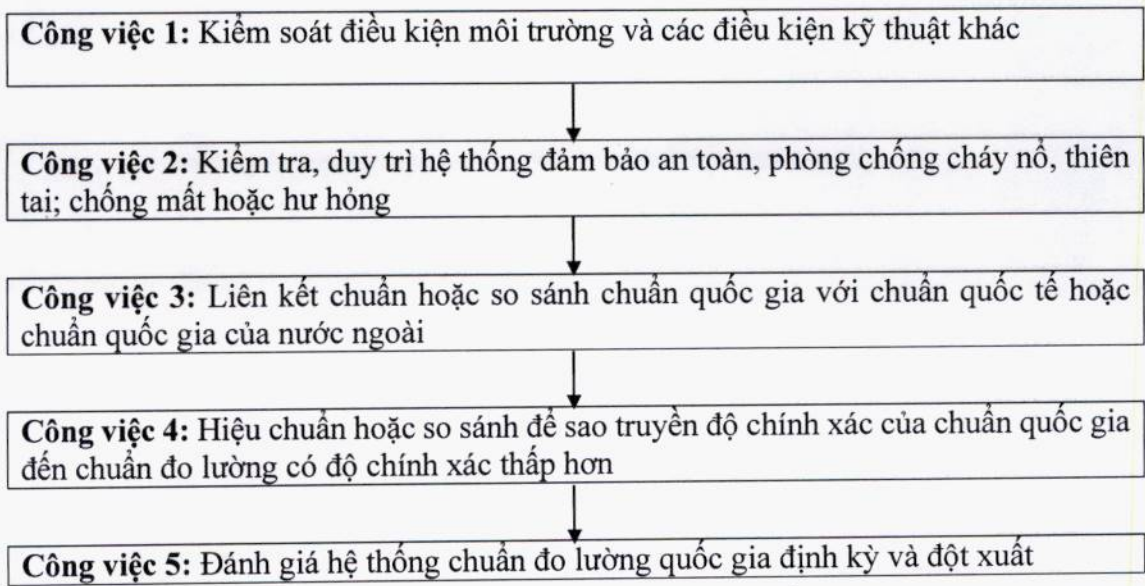 Công việc 1: Kiểm soát điều kiện môi trường và các điều kiện kỹ thuật khác
Công việc 2: Kiểm tra, duy trì hệ thống đảm bảo an toàn, phòng chống cháy nổ, thiên
tai; chống mất hoặc hư hỏng
Công việc 3: Liên kết chuẩn hoặc so sánh chuẩn quốc gia với chuẩn quốc tế hoặc
chuẩn quốc gia của nước ngoài
Công việc 4: Hiệu chuẩn hoặc so sánh để sao truyền độ chính xác của chuẩn quốc gia
đến chuẩn đo lường có độ chính xác thấp hơn
Công việc 5: Đánh giá hệ thống chuẩn đo lường quốc gia định kỳ và đột xuất